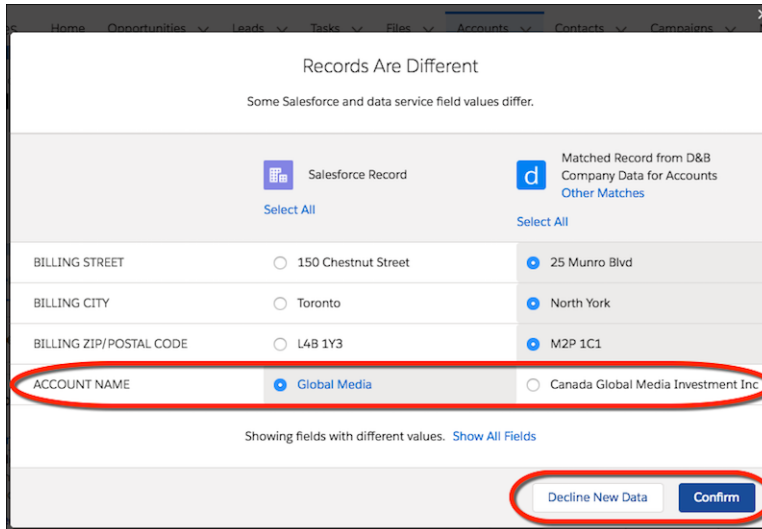 Home Opportunities Leads Tasks Files Accounts Contacts Campaigns
Records Are Different
Some Salesforce and data service field values differ.
Salesforce Record
Select All
d
Matched Record from D&B
Company Data for Accounts
Other Matches
Select All
BILLING STREET 150 Chestnut Street 25 Munro Blvd
BILLING CITY Toronto North York
BILLING ZIP/POSTAL CODE L4B 1Y3 M2P 1C1
ACCOUNT NAME Global Media Canada Global Media Investment Inc
Showing fields with different values. Show All Fields
Decline New Data Confirm